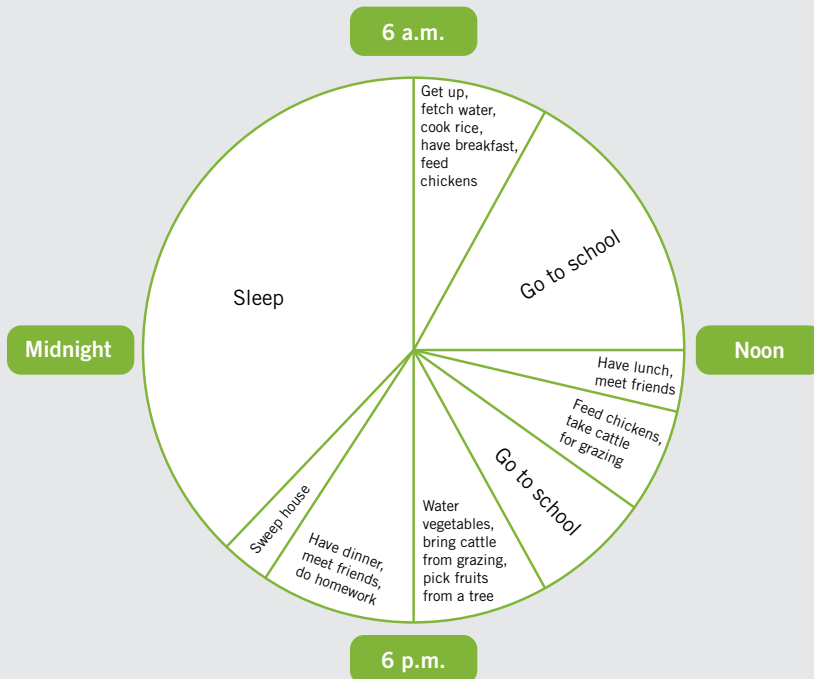 6 a.m.
Get up,
fetch water,
cook rice,
have breakfast,
feed
chickens
Go to school
Noon
Have lunch,
meet friends
Feed chickens,
take cattle
for grazing
Go to school
Water
vegetables,
bring cattle
from grazing,
pick fruits
from a tree
6 p.m.
Have dinner,
meet friends,
do homework
Sweep house
Midnight
Sleep